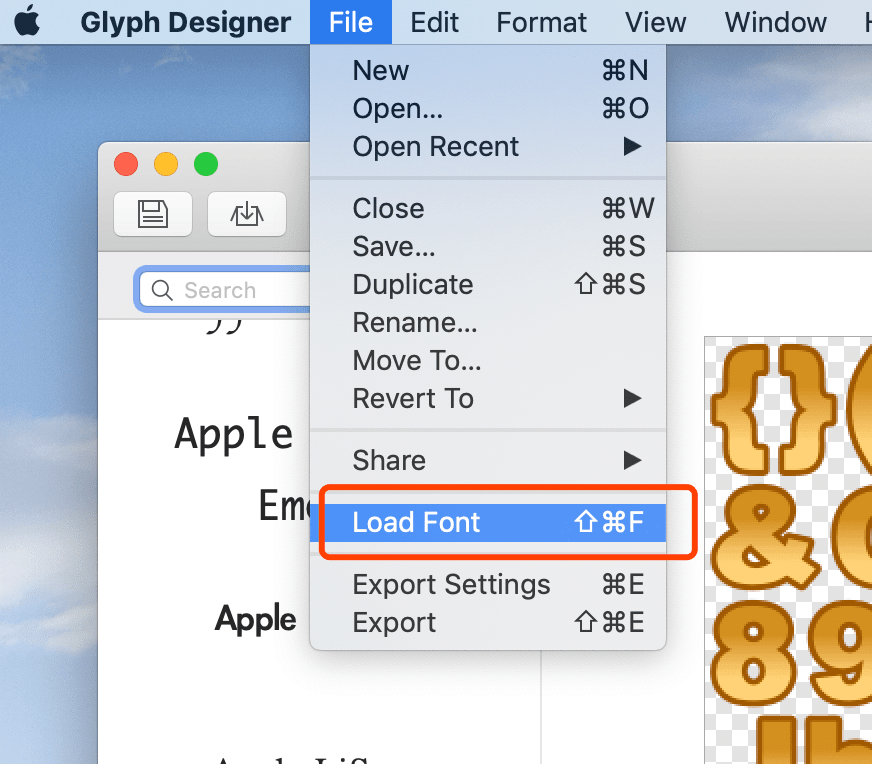 Glyph Designer File Edit Format View Window
New ⌘N
Open... ⌘O
Open Recent ▶
Close ⌘W
Save... ⌘S
Duplicate ⇧⌘S
Rename...
Move To...
Revert To ▶
Share ▶
Load Font ⇧⌘F
Export Settings ⌘E
Export ⇧⌘E
Search
Apple
Apple
{}(
&
89